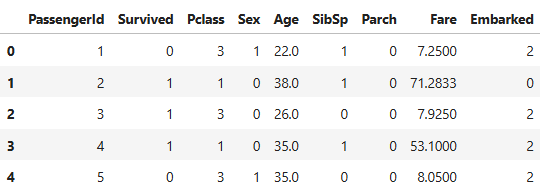 PassengerId Survived Pclass Sex Age SibSp Parch Fare Embarked
0 1 0 3 1 22.0 1 0 7.2500 2
1 2 1 1 0 38.0 1 0 71.2833 0
2 3 1 3 0 26.0 0 0 7.9250 2
3 4 1 1 0 35.0 1 0 53.1000 2
4 5 0 3 1 35.0 0 0 8.0500 2